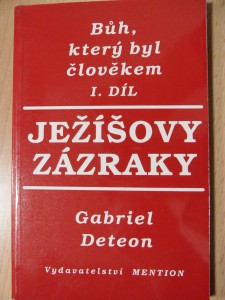 Bůh,
který byl
člověkem
I. DÍL
JEŽÍŠOVY
ZÁZRAKY
Gabriel
Deteon
Vydavatelství MENTION